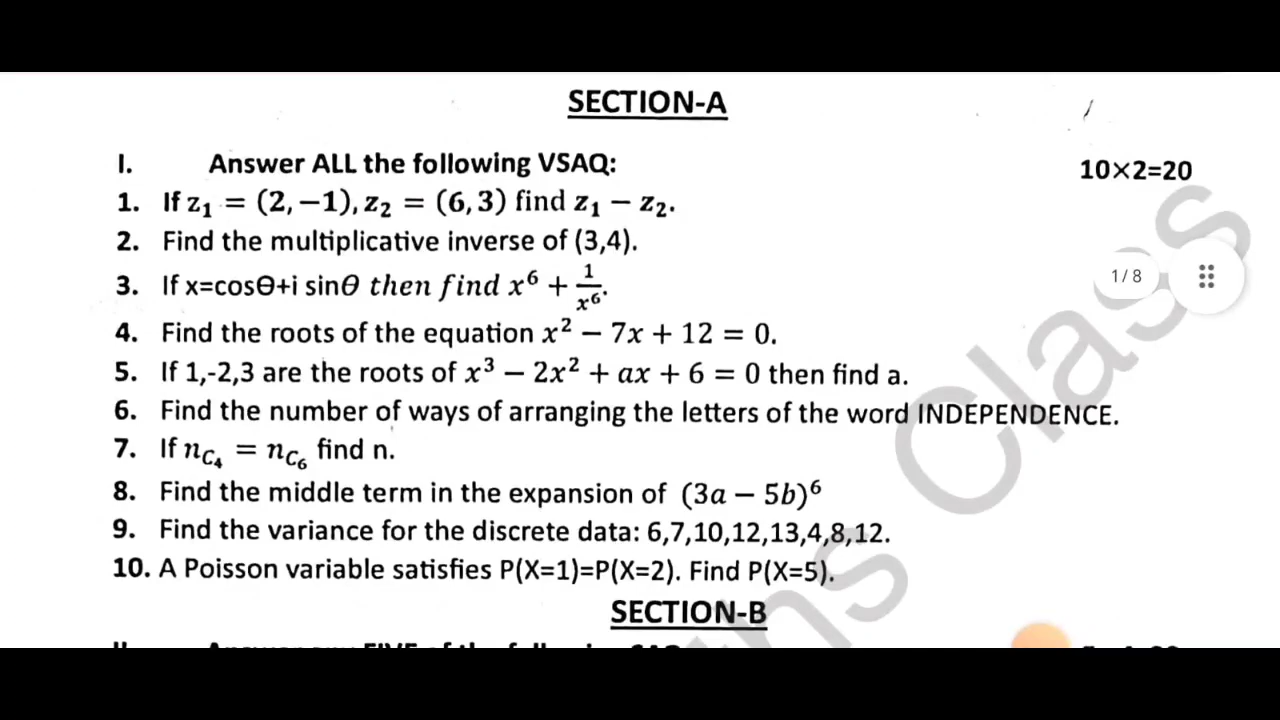 SECTION-A
I. Answer ALL the following VSAQ: 10×2=20
1. If z₁ = (2, −1), z₂ = (6, 3) find z₁ − z₂.
2. Find the multiplicative inverse of (3,4).
3. If x=cosΘ+i sinθ then find x⁶ + 1/x⁶.
4. Find the roots of the equation x² − 7x + 12 = 0.
5. If 1,-2,3 are the roots of x³ − 2x² + ax + 6 = 0 then find a.
6. Find the number of ways of arranging the letters of the word INDEPENDENCE.
7. If n_C₄ = n_C₆ find n.
8. Find the middle term in the expansion of (3a − 5b)⁶
9. Find the variance for the discrete data: 6,7,10,12,13,4,8,12.
10. A Poisson variable satisfies P(X=1)=P(X=2). Find P(X=5).
SECTION-B
1/8
Class